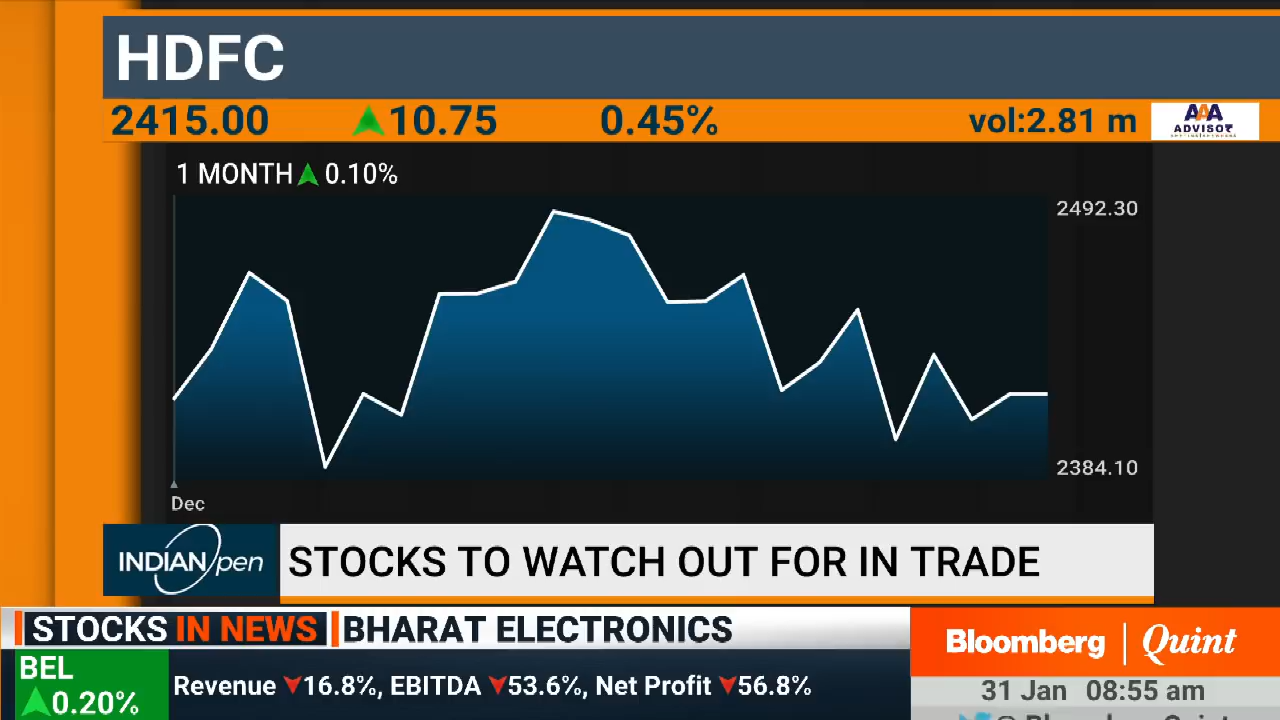 HDFC
2415.00 ▲10.75 0.45% vol:2.81 m
AAA
ADVISOR
1 MONTH▲0.10%
2492.30
2384.10
Dec
INDIANOpen
STOCKS TO WATCH OUT FOR IN TRADE
STOCKS IN NEWS BHARAT ELECTRONICS
BEL
▲0.20%
Revenue ▼16.8%, EBITDA ▼53.6%, Net Profit ▼56.8%
Bloomberg | Quint
31 Jan 08:55 am